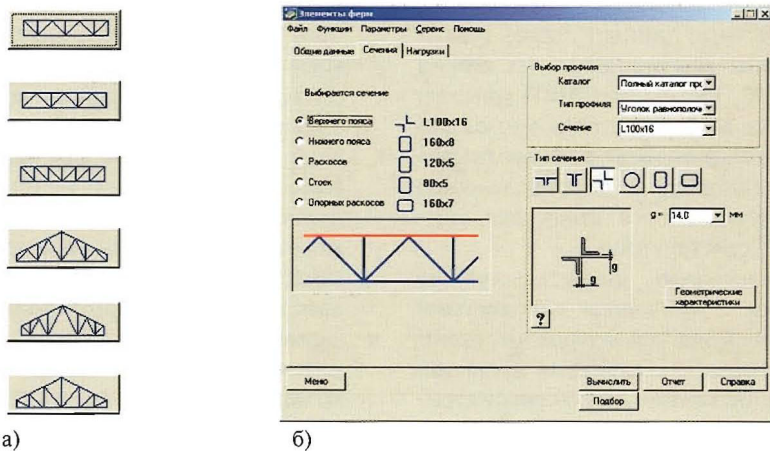 Элементы ферм
Файл Функции Параметры Сервис Помощь
Общие данные Сечения Нагрузки
Выбирается сечение
Верхнего пояса L100x16
Нижнего пояса 160x8
Раскосов 120x5
Стоек 80x5
Опорных раскосов 160x7
Выбор профиля
Каталог Полный каталог про
Тип профиля Уголок равнополоч
Сечение L100x16
Тип сечения
g = 14.0 мм
g
g
Геометрические
характеристики
?
Меню Вычислить Отчет Справка
Подбор
а) б)